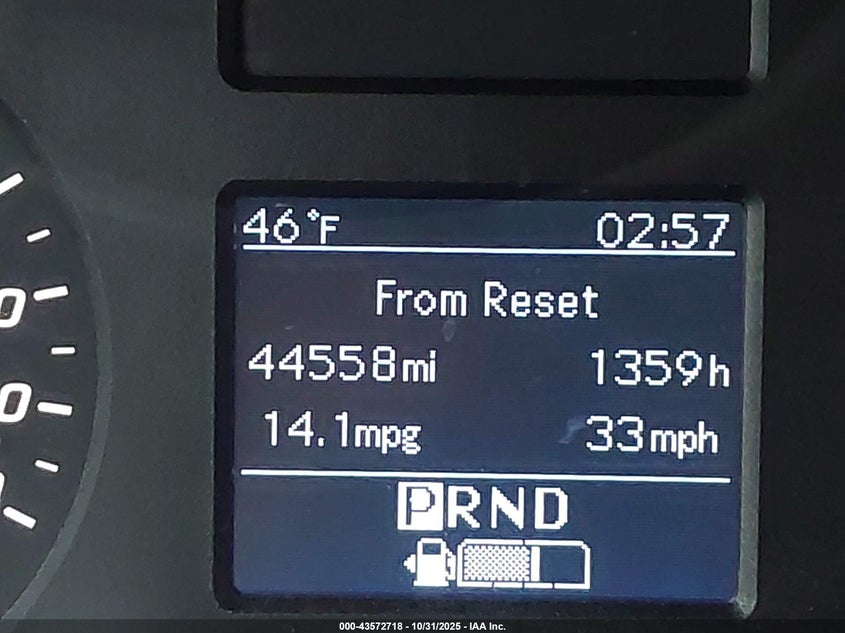 46°F 02:57
From Reset
44558mi 1359h
14.1mpg 33mph
PRND
000-43572718 - 10/31/2025 - IAA Inc.